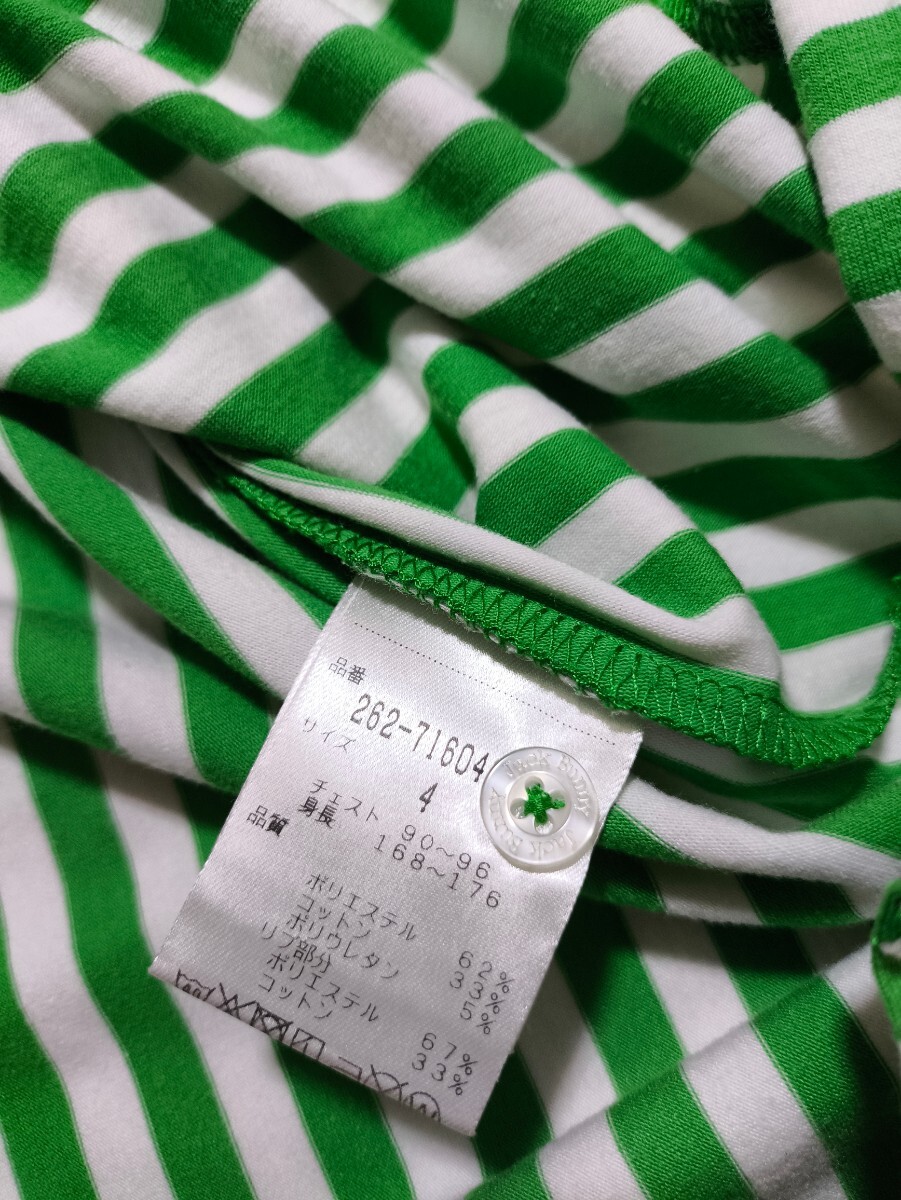 品番
262-71604
サイズ
4
チェスト 90~96
身長 168~176
品質
ポリエステル 62%
コットン 33%
ポリウレタン 5%
リブ部分
ポリエステル 67%
コットン 33%
Jack Bunny Jack Bunny